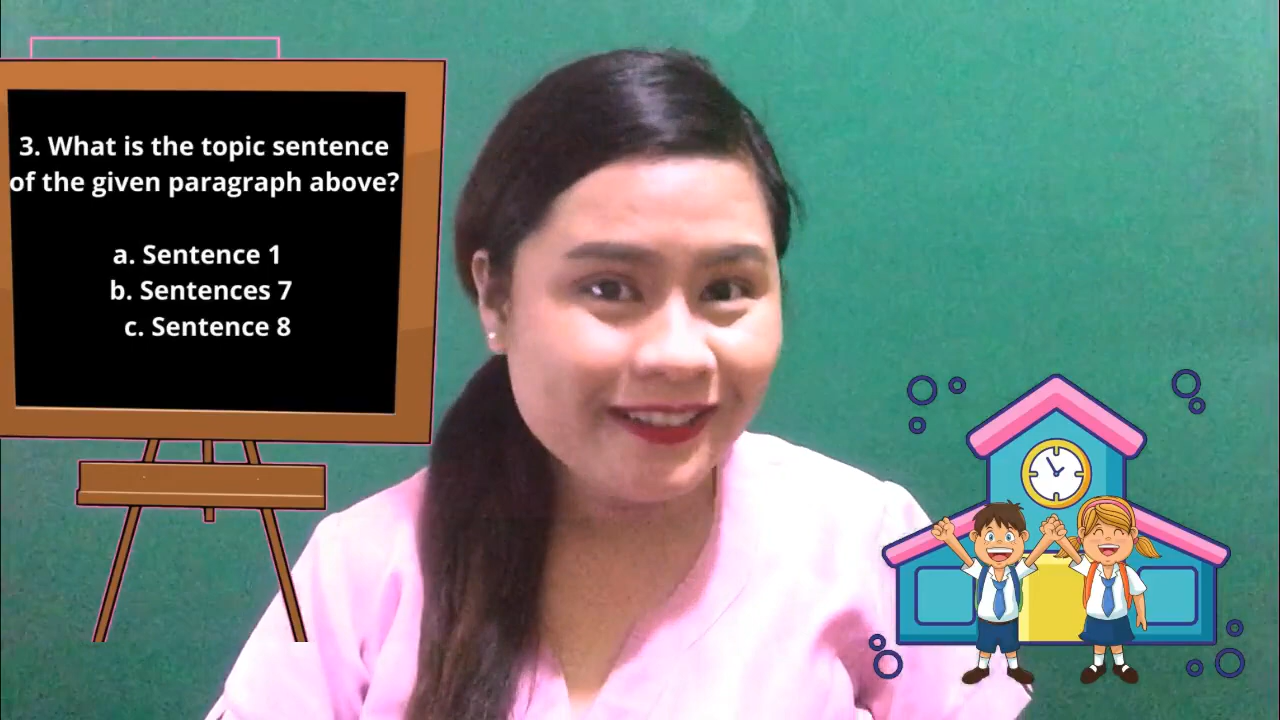 3. What is the topic sentence
of the given paragraph above?
a. Sentence 1
b. Sentences 7
c. Sentence 8